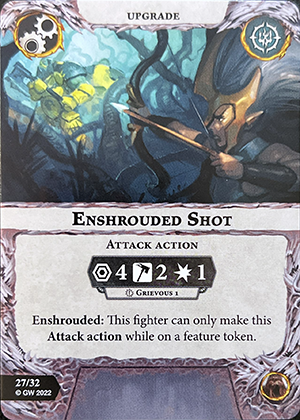 UPGRADE
ENSHROUDED SHOT
ATTACK ACTION
4 2 1
GRIEVOUS 1
Enshrouded: This fighter can only make this
Attack action while on a feature token.
27/32
© GW 2022